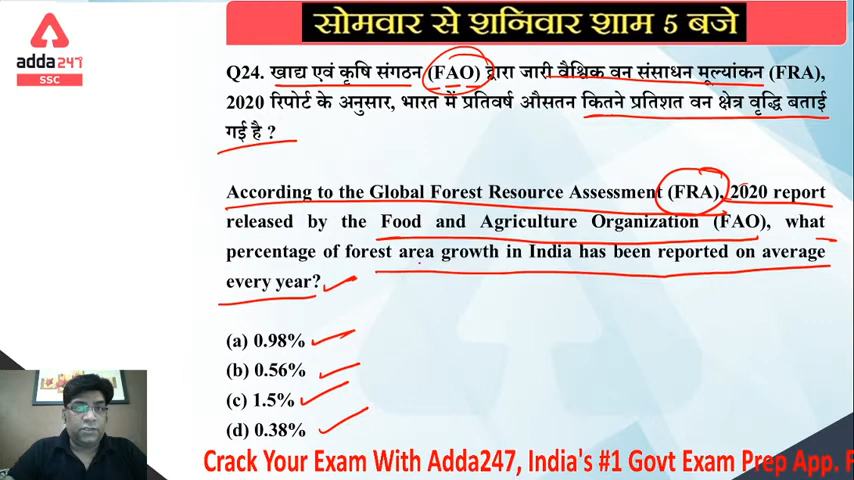 सोमवार से शनिवार शाम 5 बजे
adda247
SSC
Q24. खाद्य एवं कृषि संगठन (FAO) द्वारा जारी वैश्विक वन संसाधन मूल्यांकन (FRA),
2020 रिपोर्ट के अनुसार, भारत में प्रतिवर्ष औसतन कितने प्रतिशत वन क्षेत्र वृद्धि बताई
गई है ?
According to the Global Forest Resource Assessment (FRA), 2020 report
released by the Food and Agriculture Organization (FAO), what
percentage of forest area growth in India has been reported on average
every year?
(a) 0.98%
(b) 0.56%
(c) 1.5%
(d) 0.38%
Crack Your Exam With Adda247, India's #1 Govt Exam Prep App. F